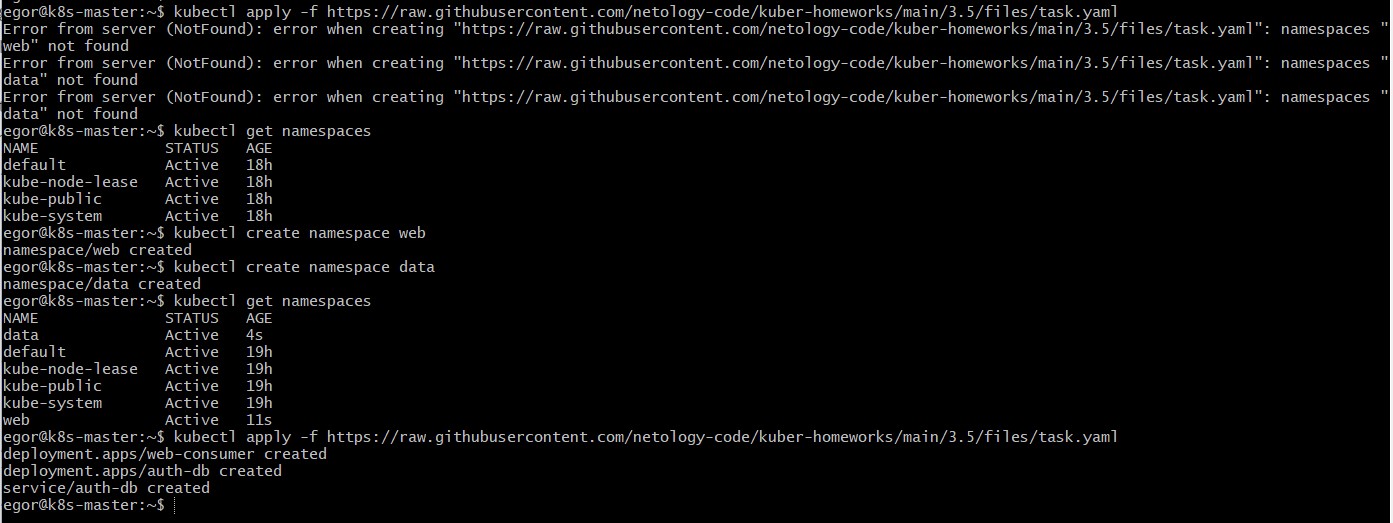 egor@k8s-master:~$ kubectl apply -f https://raw.githubusercontent.com/netology-code/kuber-homeworks/main/3.5/files/task.yaml
Error from server (NotFound): error when creating "https://raw.githubusercontent.com/netology-code/kuber-homeworks/main/3.5/files/task.yaml": namespaces "
web" not found
Error from server (NotFound): error when creating "https://raw.githubusercontent.com/netology-code/kuber-homeworks/main/3.5/files/task.yaml": namespaces "
data" not found
Error from server (NotFound): error when creating "https://raw.githubusercontent.com/netology-code/kuber-homeworks/main/3.5/files/task.yaml": namespaces "
data" not found
egor@k8s-master:~$ kubectl get namespaces
NAME              STATUS   AGE
default           Active   18h
kube-node-lease   Active   18h
kube-public       Active   18h
kube-system       Active   18h
egor@k8s-master:~$ kubectl create namespace web
namespace/web created
egor@k8s-master:~$ kubectl create namespace data
namespace/data created
egor@k8s-master:~$ kubectl get namespaces
NAME              STATUS   AGE
data              Active   4s
default           Active   19h
kube-node-lease   Active   19h
kube-public       Active   19h
kube-system       Active   19h
web               Active   11s
egor@k8s-master:~$ kubectl apply -f https://raw.githubusercontent.com/netology-code/kuber-homeworks/main/3.5/files/task.yaml
deployment.apps/web-consumer created
deployment.apps/auth-db created
service/auth-db created
egor@k8s-master:~$